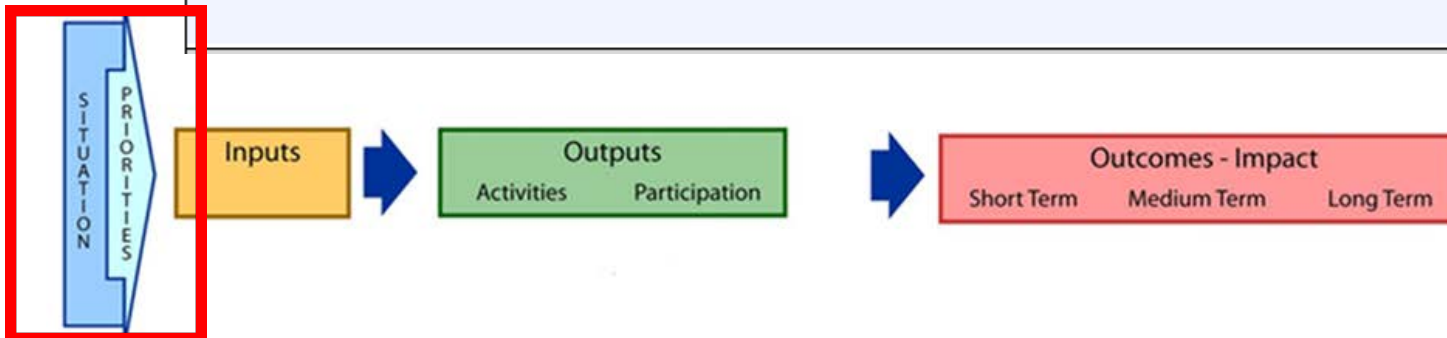 SITUATION
PRIORITIES
Inputs
Outputs
Activities Participation
Outcomes - Impact
Short Term Medium Term Long Term